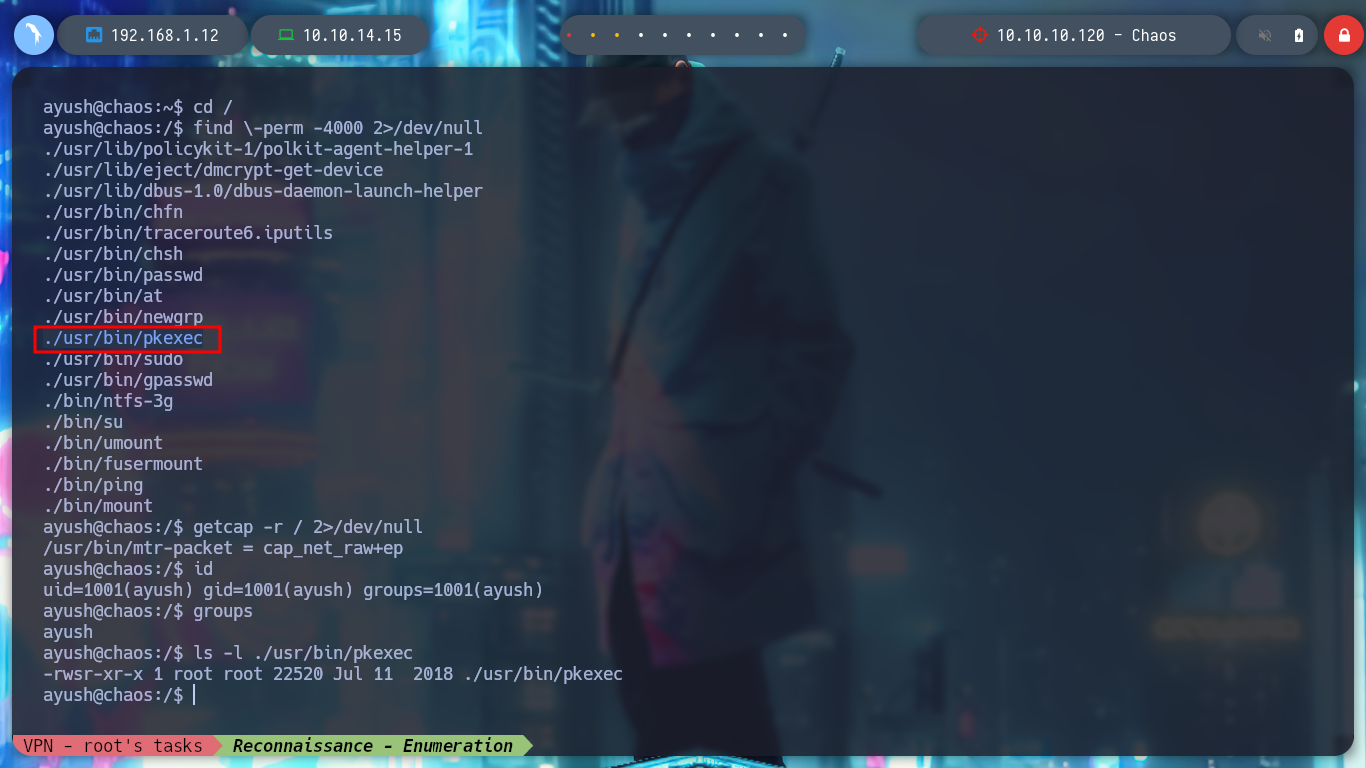 192.168.1.12
10.10.14.15
10.10.10.120 - Chaos
ayush@chaos:~$ cd /
ayush@chaos:/$ find \-perm -4000 2>/dev/null
./usr/lib/policykit-1/polkit-agent-helper-1
./usr/lib/eject/dmcrypt-get-device
./usr/lib/dbus-1.0/dbus-daemon-launch-helper
./usr/bin/chfn
./usr/bin/traceroute6.iputils
./usr/bin/chsh
./usr/bin/passwd
./usr/bin/at
./usr/bin/newgrp
./usr/bin/pkexec
./usr/bin/sudo
./usr/bin/gpasswd
./bin/ntfs-3g
./bin/su
./bin/umount
./bin/fusermount
./bin/ping
./bin/mount
ayush@chaos:/$ getcap -r / 2>/dev/null
/usr/bin/mtr-packet = cap_net_raw+ep
ayush@chaos:/$ id
uid=1001(ayush) gid=1001(ayush) groups=1001(ayush)
ayush@chaos:/$ groups
ayush
ayush@chaos:/$ ls -l ./usr/bin/pkexec
-rwsr-xr-x 1 root root 22520 Jul 11  2018 ./usr/bin/pkexec
ayush@chaos:/$
VPN - root's tasks
Reconnaissance - Enumeration